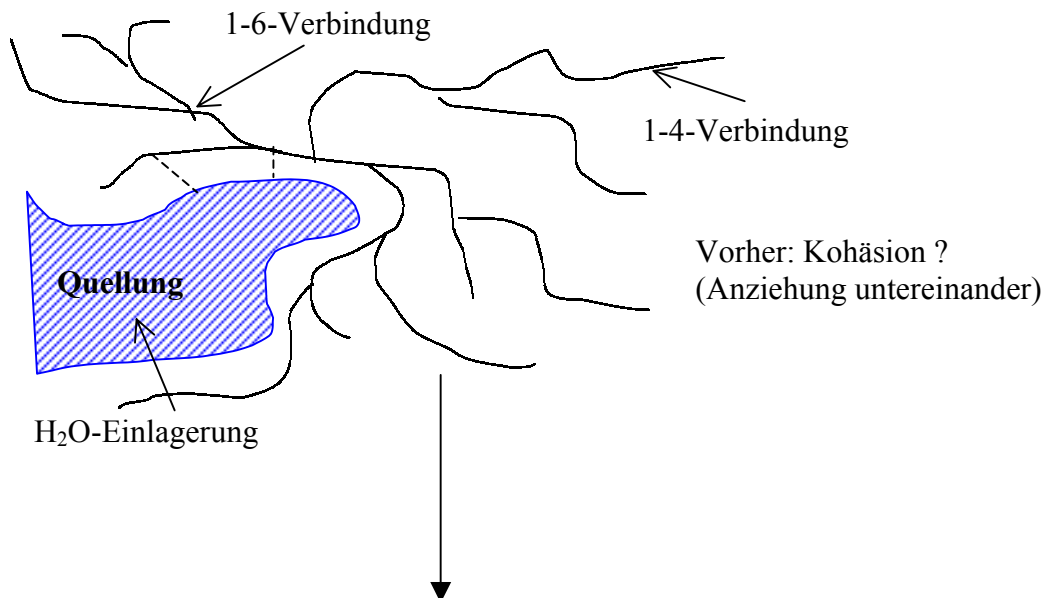 1-6-Verbindung
1-4-Verbindung
Vorher: Kohäsion ?
(Anziehung untereinander)
Quellung
H₂O-Einlagerung